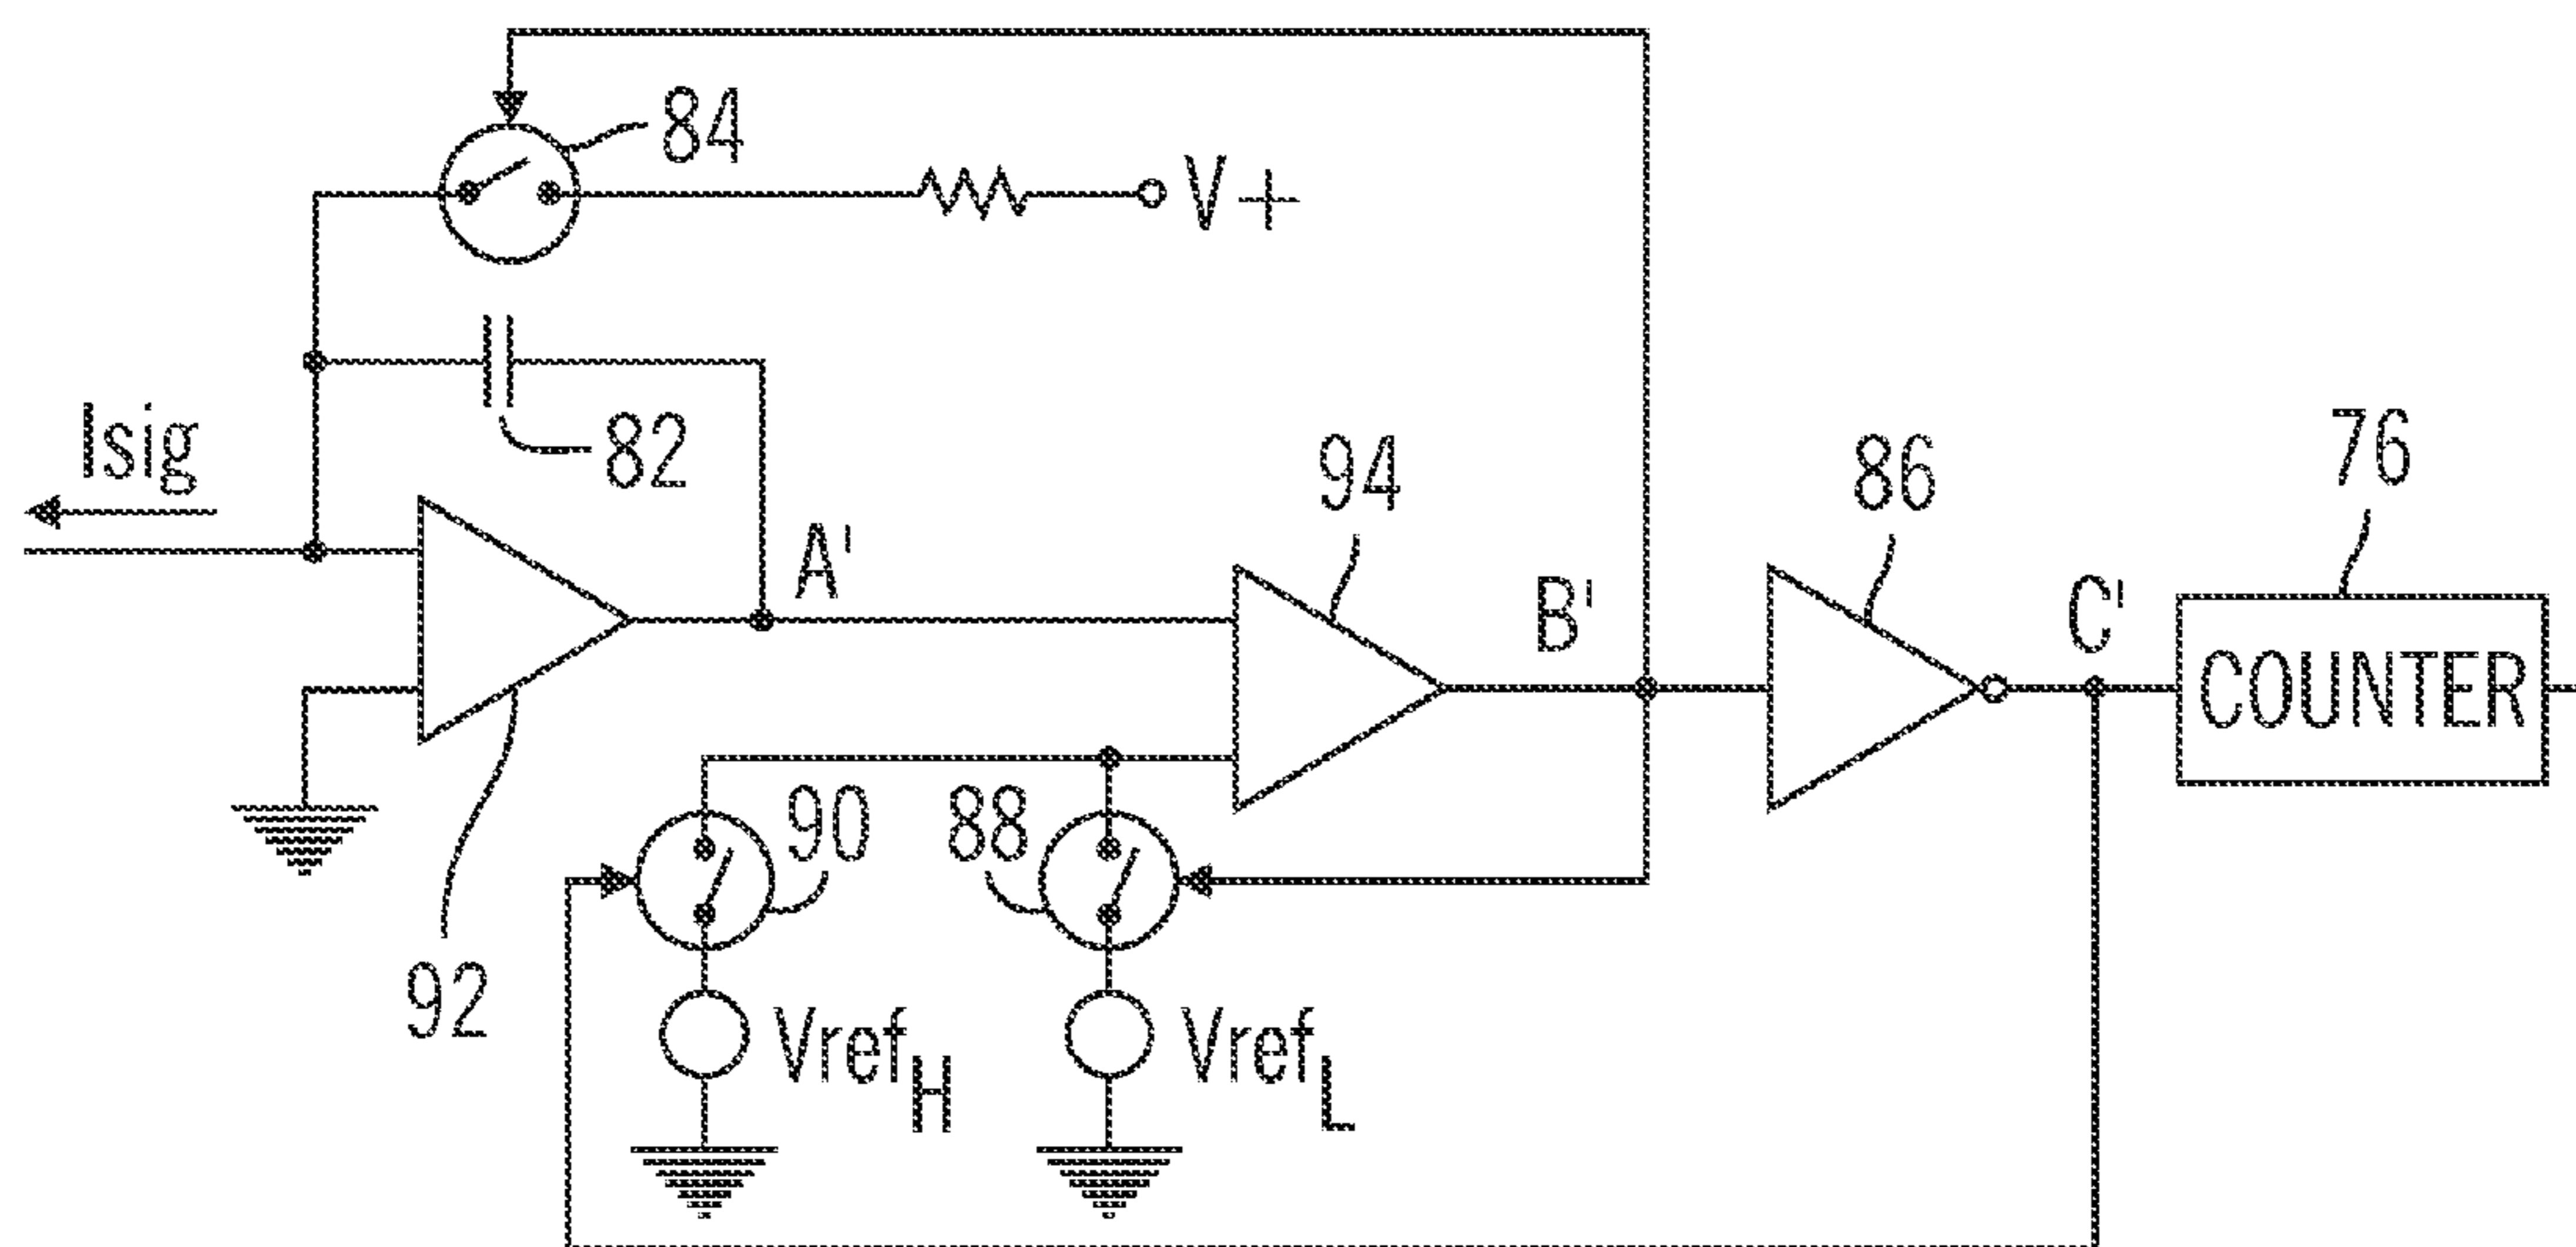 84
V+
Isig
82
A'
94
B'
86
C'
76
COUNTER
90
88
92
VrefH
VrefL